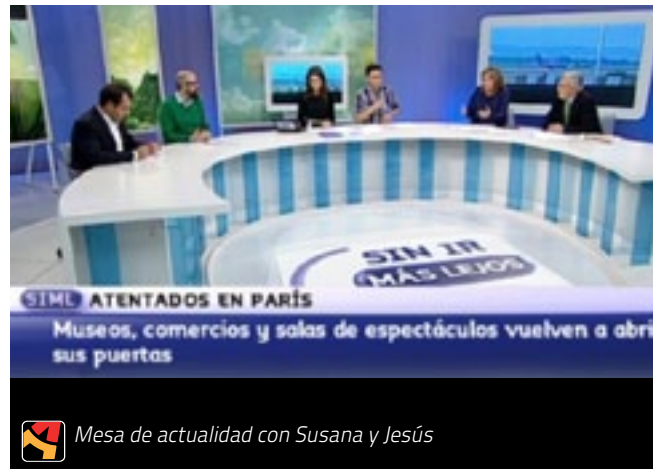 SIN IR
MÁS LEJOS
SIML ATENTADOS EN PARÍS
Museos, comercios y salas de espectáculos vuelven a abri
sus puertas
Mesa de actualidad con Susana y Jesús